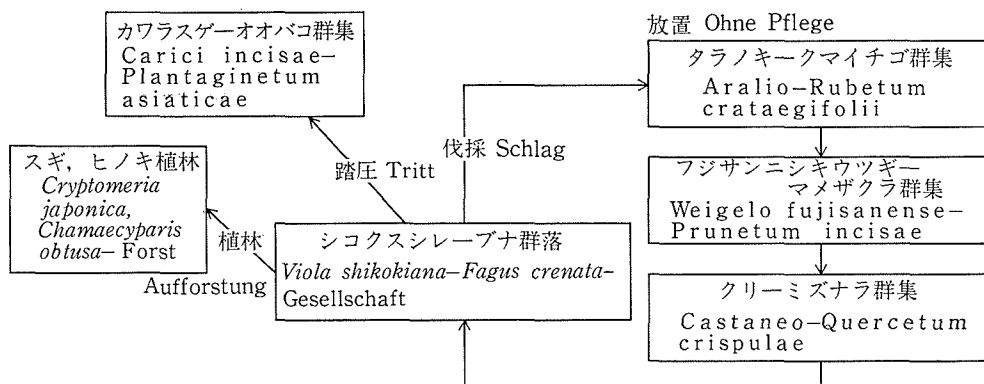 カワラスゲーオオバコ群集
Carici incisae–
Plantaginetum
asiaticae
放置 Ohne Pflege
タラノキークマイチゴ群集
Aralio–Rubetum
crataegifolii
伐採 Schlag
踏圧 Tritt
スギ，ヒノキ植林
Cryptomeria
japonica,
Chamaecyparis
obtusa– Forst
植林
Aufforstung
フジサンニシキウツギー
マメザクラ群集
Weigelo fujisanense–
Prunetum incisae
シコクスシレーブナ群落
Viola shikokiana–Fagus crenata–
Gesellschaft
クリーミズナラ群集
Castaneo–Quercetum
crispulae